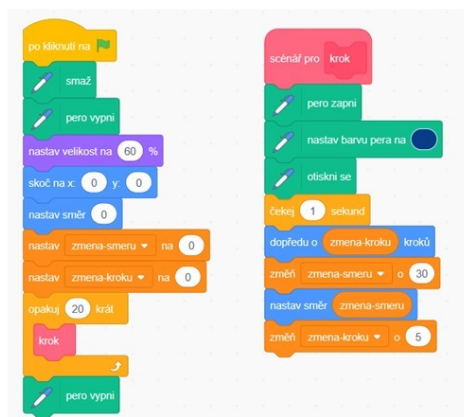 po kliknutí na
smaž
pero vypni
nastav velikost na 60 %
skoč na x: 0 y: 0
nastav směr 0
nastav zmena-smeru na 0
nastav zmena-kroku na 0
opakuj 20 krát
krok
pero vypni
scénář pro krok
pero zapni
nastav barvu pera na
otiskni se
čekej 1 sekund
dopředu o zmena-kroku kroků
změň zmena-smeru o 30
nastav směr zmena-smeru
změň zmena-kroku o 5